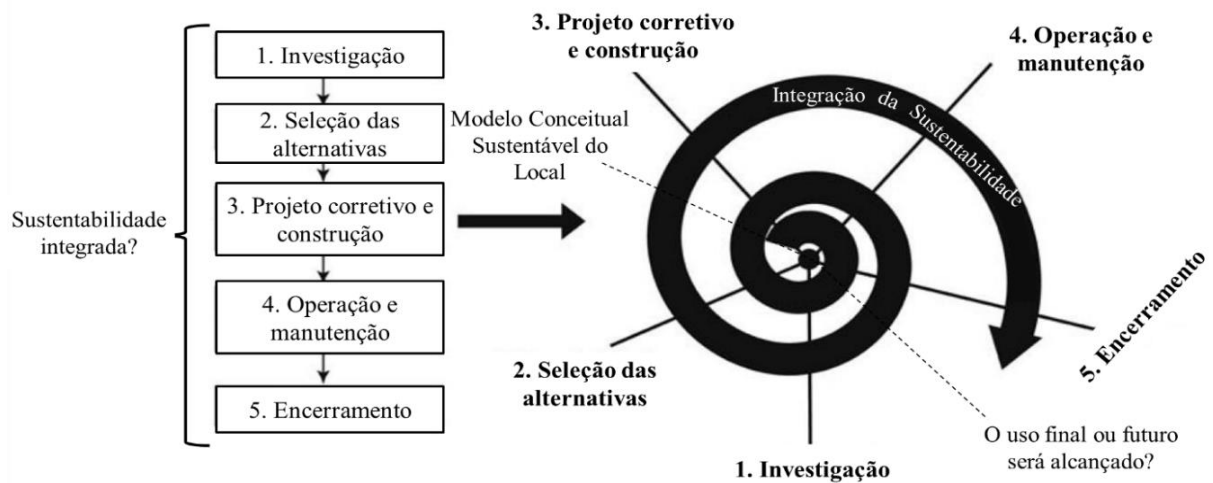 Sustentabilidade
integrada?
1. Investigação
2. Seleção das
alternativas
3. Projeto corretivo e
construção
4. Operação e
manutenção
5. Encerramento
Modelo Conceitual
Sustentável do
Local
3. Projeto corretivo
e construção
4. Operação e
manutenção
Integração da Sustentabilidade
5. Encerramento
2. Seleção das
alternativas
1. Investigação
O uso final ou futuro
será alcançado?